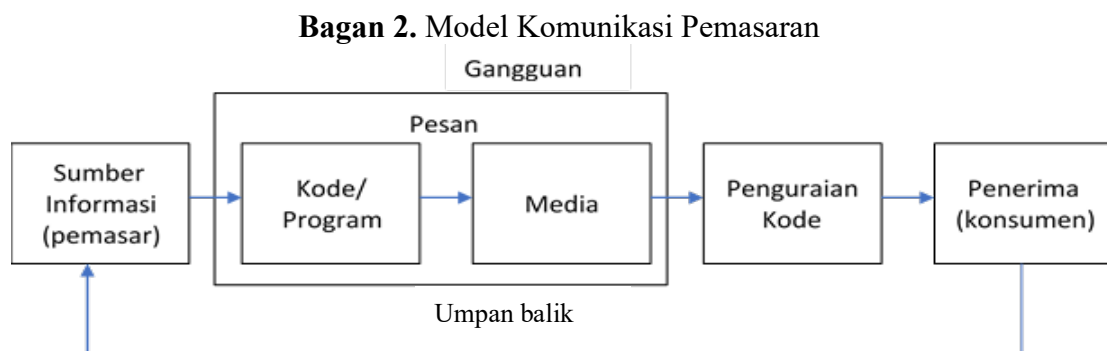 Bagan 2. Model Komunikasi Pemasaran
Gangguan
Pesan
Sumber
Informasi
(pemasar)
Kode/
Program
Media
Penguraian
Kode
Penerima
(konsumen)
Umpan balik